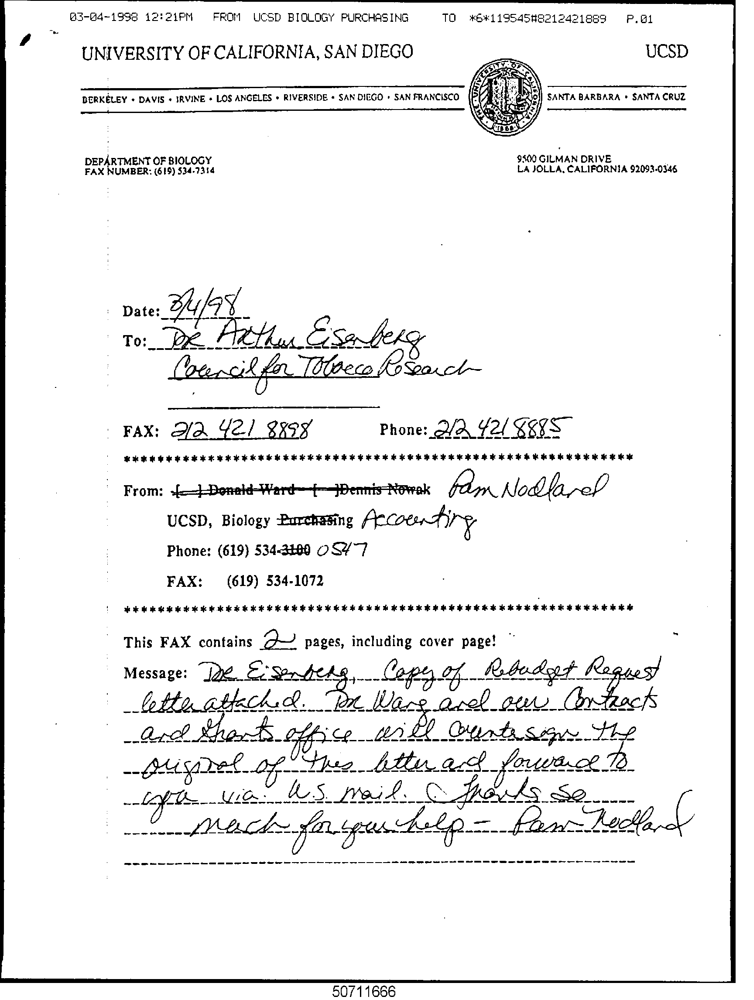 03-04-1998 12:21PM FROM UCSD BIOLOGY PURCHASING TO *6*119545#8212421889 P.01
UNIVERSITY OF CALIFORNIA, SAN DIEGO UCSD
BERKELEY • DAVIS • IRVINE • LOS ANGELES • RIVERSIDE • SAN DIEGO • SAN FRANCISCO SANTA BARBARA • SANTA CRUZ
DEPARTMENT OF BIOLOGY
FAX NUMBER: (619) 534-7314
9500 GILMAN DRIVE
LA JOLLA, CALIFORNIA 92093-0346
Date: 3/4/98
To: DR Arthur Eisenberg
Council for Tobacco Research
FAX: 212 421 8898 Phone: 212 421 8885
****************************************************************
From: [ ] Donald Ward [ ]Dennis Nowak Pam Nodland
UCSD, Biology Purchasing Accounting
Phone: (619) 534-3180 0547
FAX: (619) 534-1072
****************************************************************
This FAX contains 2 pages, including cover page!
Message: DR Eisenberg, Copy of Rebudget Request
letter attached. Dr Wang and our Contracts
and Grants office will countersign the
original of this letter and forward to
you via U.S. mail. Thanks so
much for your help - Pam Nodland
50711666